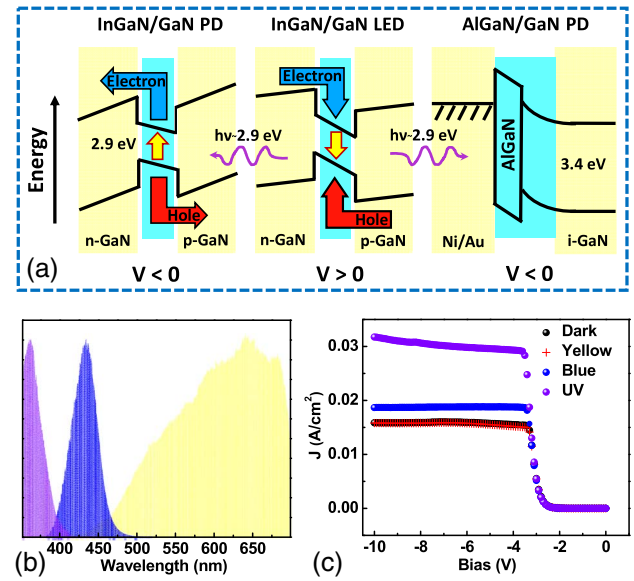 InGaN/GaN PD InGaN/GaN LED AlGaN/GaN PD
Energy
Electron Electron
2.9 eV hν~2.9 eV hν~2.9 eV AlGaN 3.4 eV
Hole Hole
n-GaN p-GaN n-GaN p-GaN Ni/Au i-GaN
(a) V < 0 V > 0 V < 0
(b)
400 450 500 550 600 650
Wavelength (nm)
J (A/cm²)
0.03
0.02
0.01
0.00
Dark
Yellow
Blue
UV
-10 -8 -6 -4 -2 0
(c) Bias (V)